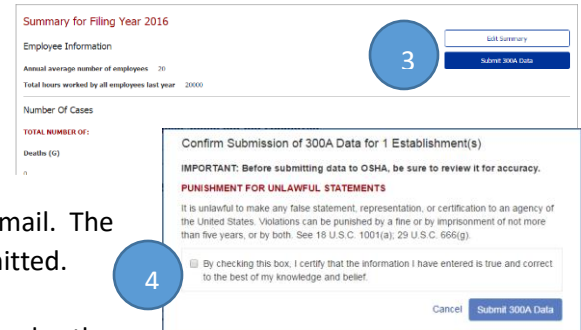 Summary for Filing Year 2016
Employee Information
Edit Summary
Submit 300A Data
3
Annual average number of employees 20
Total hours worked by all employees last year 20000
Number Of Cases
TOTAL NUMBER OF:
Deaths (G)
Confirm Submission of 300A Data for 1 Establishment(s)
IMPORTANT: Before submitting data to OSHA, be sure to review it for accuracy.
PUNISHMENT FOR UNLAWFUL STATEMENTS
It is unlawful to make any false statement, representation, or certification to an agency of
the United States. Violations can be punished by a fine or by imprisonment of not more
than five years, or by both. See 18 U.S.C. 1001(a); 29 U.S.C. 666(g).
4
By checking this box, I certify that the information I have entered is true and correct
to the best of my knowledge and belief.
Cancel Submit 300A Data
mail. The
itted.